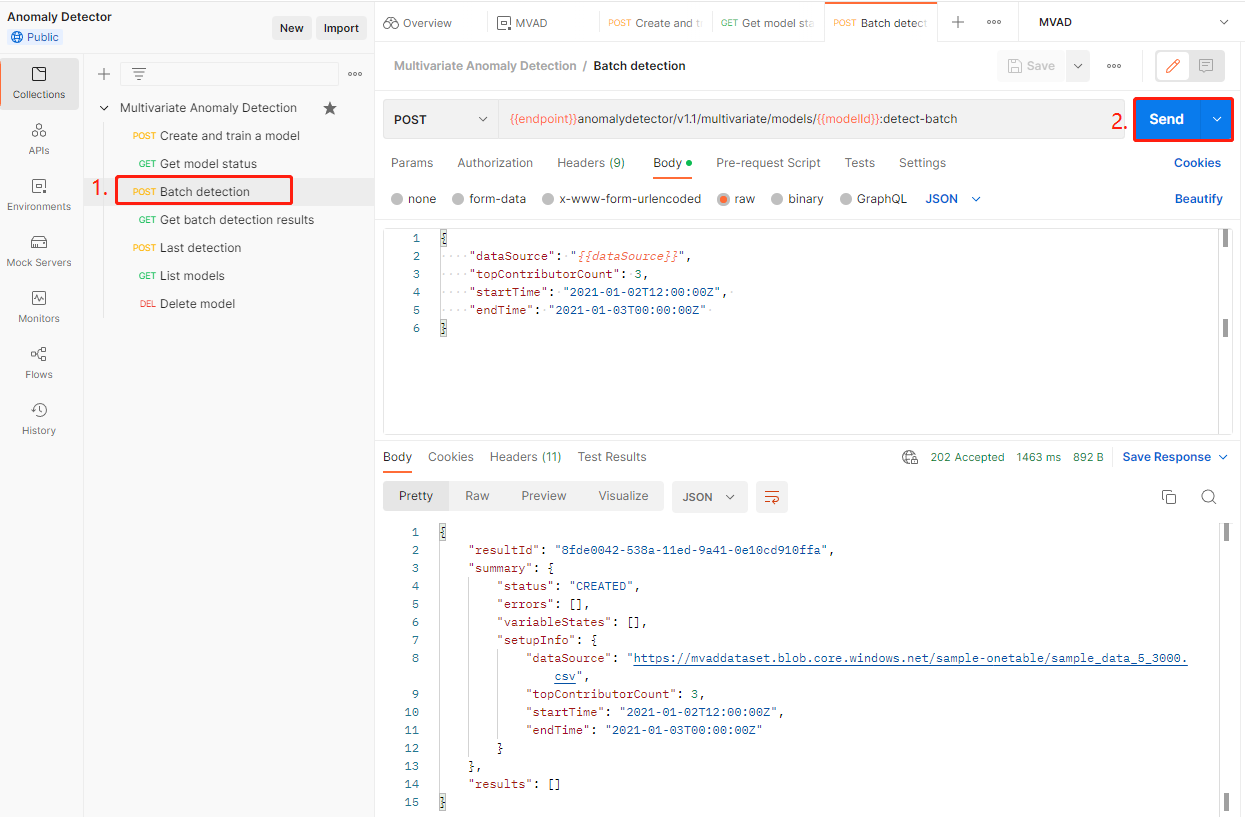 Anomaly Detector
New
Import
Public
Overview
MVAD
POST Create and t
GET Get model sta
POST Batch detect
MVAD
Collections
APIs
Environments
Mock Servers
Monitors
Flows
History
Multivariate Anomaly Detection
POST Create and train a model
GET Get model status
1. POST Batch detection
GET Get batch detection results
POST Last detection
GET List models
DEL Delete model
Multivariate Anomaly Detection / Batch detection
Save
POST
{{endpoint}}anomalydetector/v1.1/multivariate/models/{{modelId}}:detect-batch
2. Send
Params Authorization Headers (9) Body Pre-request Script Tests Settings Cookies
none form-data x-www-form-urlencoded raw binary GraphQL JSON Beautify
1 {
2 "dataSource": "{{dataSource}}",
3 "topContributorCount": 3,
4 "startTime": "2021-01-02T12:00:00Z",
5 "endTime": "2021-01-03T00:00:00Z"
6 }
Body Cookies Headers (11) Test Results 202 Accepted 1463 ms 892 B Save Response
Pretty Raw Preview Visualize JSON
1 {
2 "resultId": "8fde0042-538a-11ed-9a41-0e10cd910ffa",
3 "summary": {
4 "status": "CREATED",
5 "errors": [],
6 "variableStates": [],
7 "setupInfo": {
8 "dataSource": "https://mvaddataset.blob.core.windows.net/sample-onetable/sample_data_5_3000.
csv",
9 "topContributorCount": 3,
10 "startTime": "2021-01-02T12:00:00Z",
11 "endTime": "2021-01-03T00:00:00Z"
12 }
13 },
14 "results": []
15 }